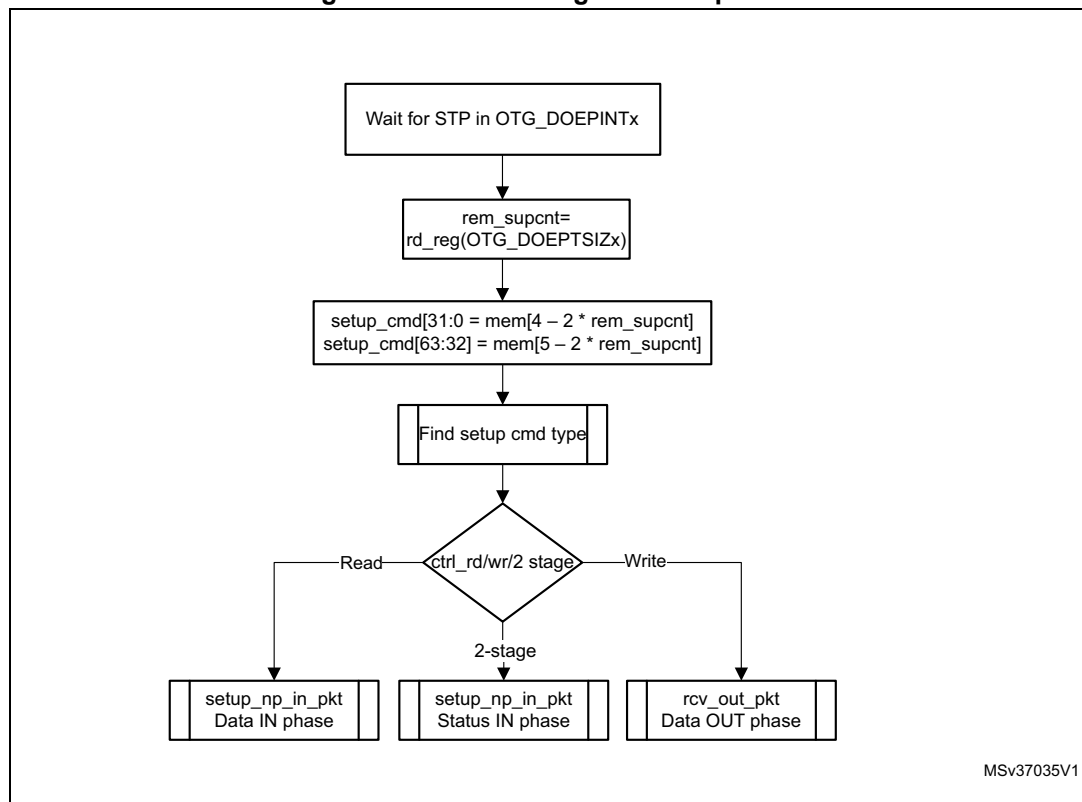 Wait for STP in OTG_DOEPINTx
rem_supcnt=
rd_reg(OTG_DOEPTSIZx)
setup_cmd[31:0 = mem[4 – 2 * rem_supcnt]
setup_cmd[63:32] = mem[5 – 2 * rem_supcnt]
Find setup cmd type
ctrl_rd/wr/2 stage
Read
Write
2-stage
setup_np_in_pkt
Data IN phase
setup_np_in_pkt
Status IN phase
rcv_out_pkt
Data OUT phase
MSv37035V1